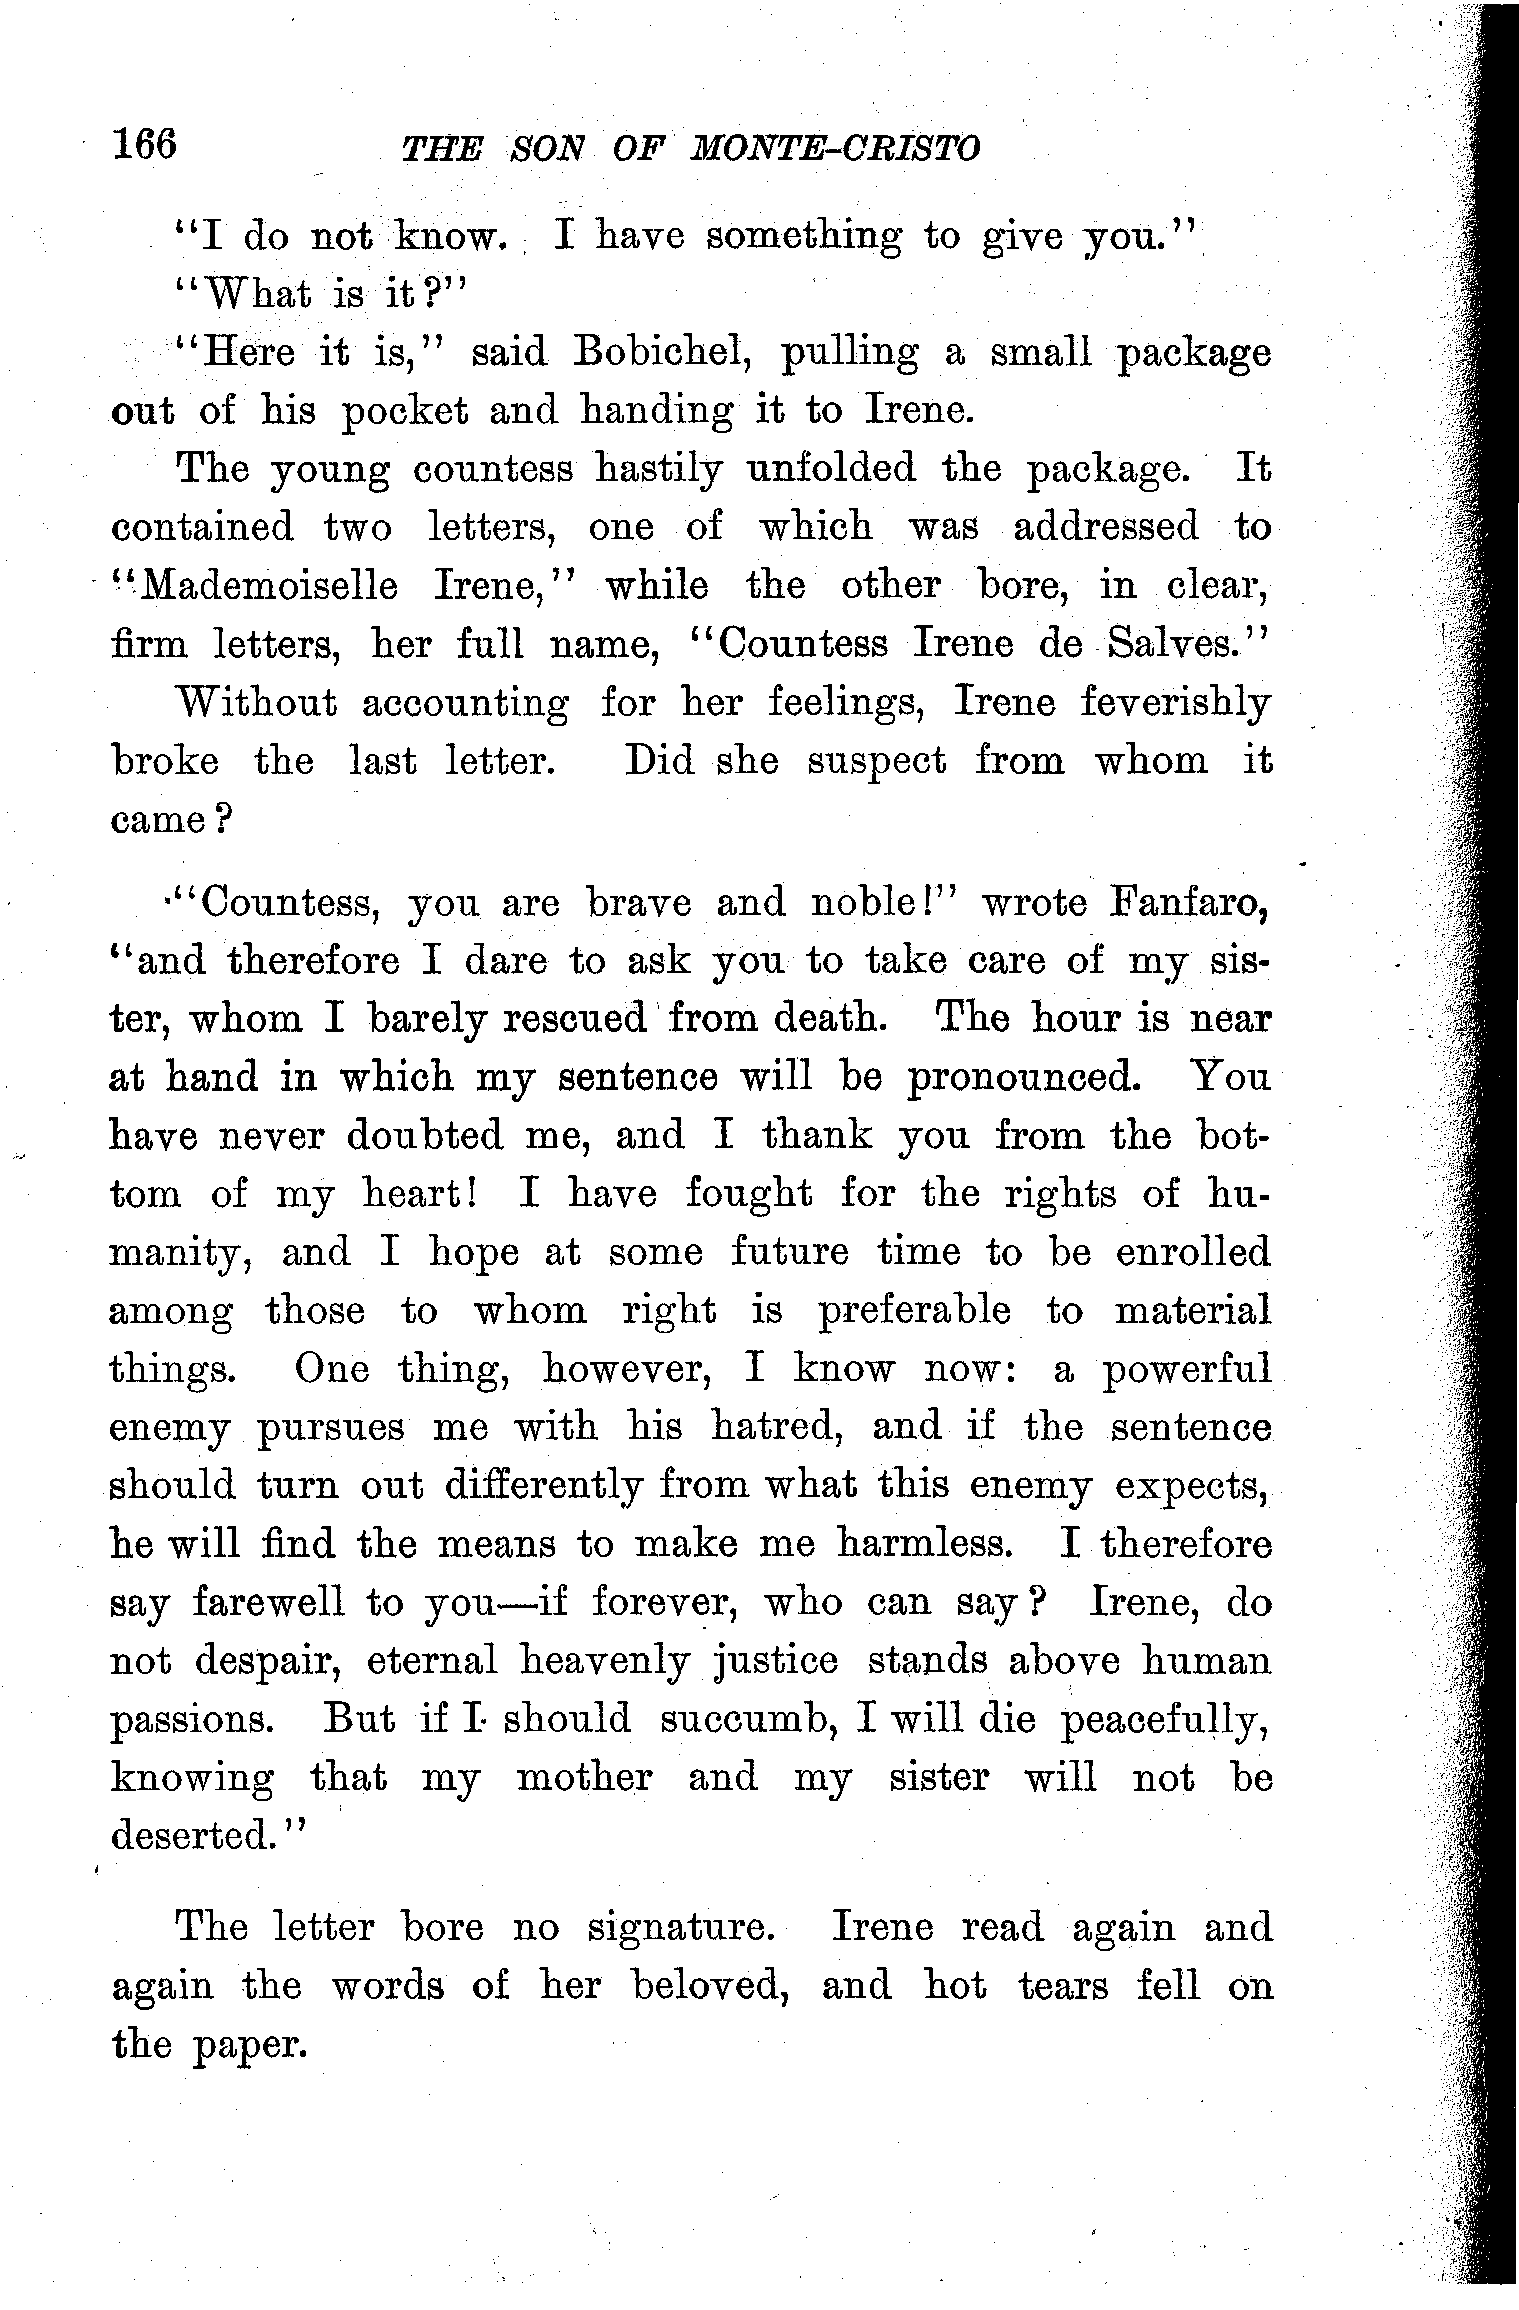 166 THE SON OF MONTE-CRISTO
“I do not know. I have something to give you.”
“What is it?”
“Here it is,” said Bobichel, pulling a small package
out of his pocket and handing it to Irene.
The young countess hastily unfolded the package. It
contained two letters, one of which was addressed to
“Mademoiselle Irene,” while the other bore, in clear,
firm letters, her full name, “Countess Irene de Salves.”
Without accounting for her feelings, Irene feverishly
broke the last letter. Did she suspect from whom it
came?
“Countess, you are brave and noble!” wrote Fanfaro,
“and therefore I dare to ask you to take care of my sis-
ter, whom I barely rescued from death. The hour is near
at hand in which my sentence will be pronounced. You
have never doubted me, and I thank you from the bot-
tom of my heart! I have fought for the rights of hu-
manity, and I hope at some future time to be enrolled
among those to whom right is preferable to material
things. One thing, however, I know now: a powerful
enemy pursues me with his hatred, and if the sentence
should turn out differently from what this enemy expects,
he will find the means to make me harmless. I therefore
say farewell to you—if forever, who can say? Irene, do
not despair, eternal heavenly justice stands above human
passions. But if I should succumb, I will die peacefully,
knowing that my mother and my sister will not be
deserted.”
The letter bore no signature. Irene read again and
again the words of her beloved, and hot tears fell on
the paper.